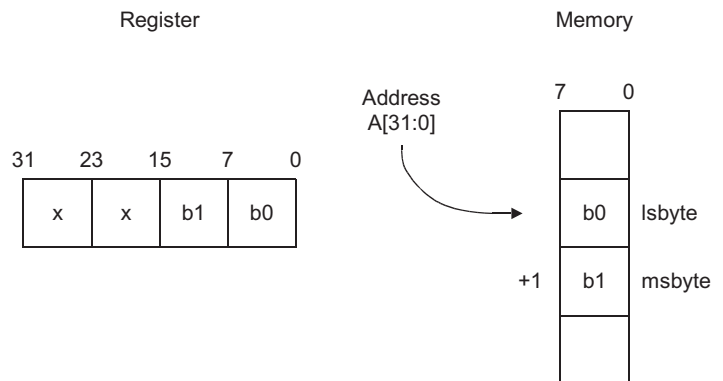 Register
Memory
Address
A[31:0]
7 0
31 23 15 7 0
x x b1 b0
b0 lsbyte
+1 b1 msbyte